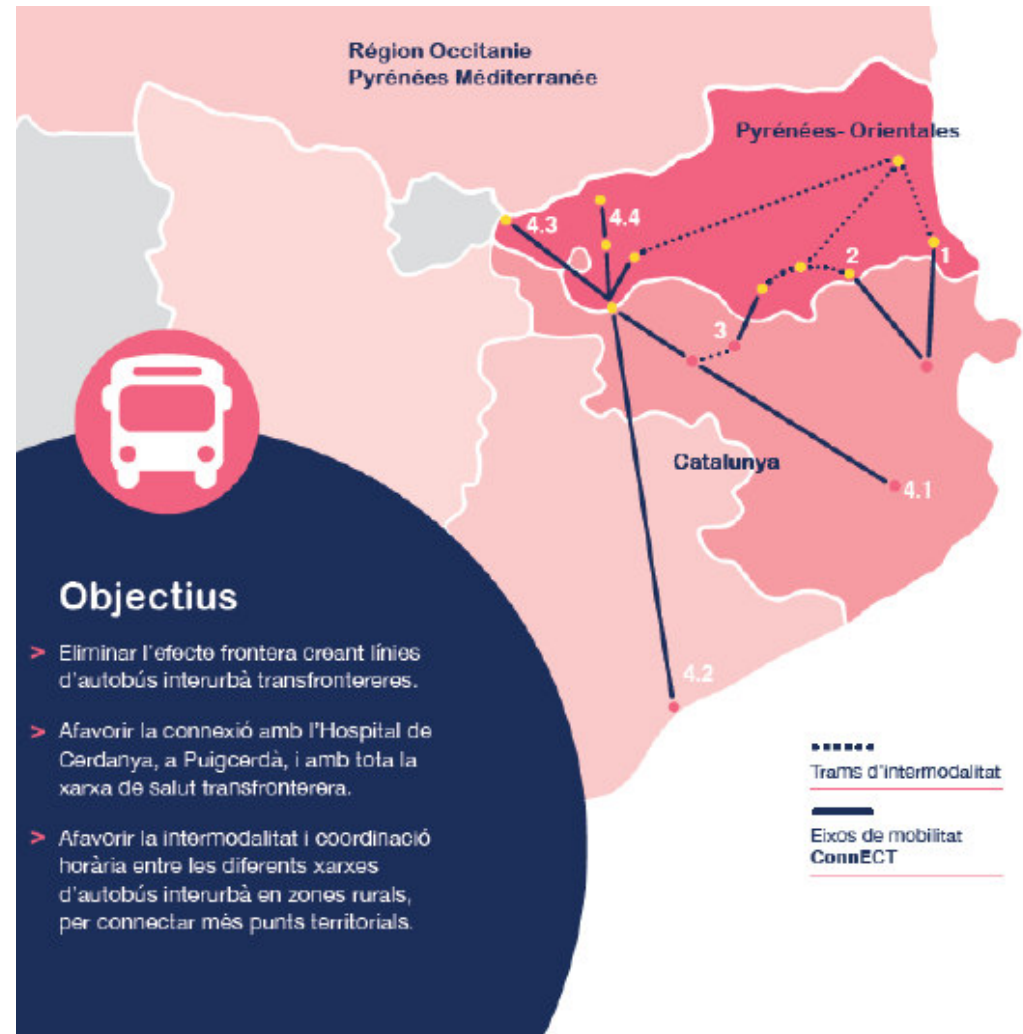 Région Occitanie
Pyrénées Méditerranée
Pyrénées- Orientales
4.3
4.4
2
1
3
Catalunya
4.1
4.2
Objectius
> Eliminar l'efecte frontera creant línies
d'autobús interurbà transfrontereres.
> Afavorir la connexió amb l'Hospital de
Cerdanya, a Puigcerdà, i amb tota la
xarxa de salut transfronterera.
> Afavorir la intermodalitat i coordinació
horària entre les diferents xarxes
d'autobús interurbà en zones rurals,
per connectar més punts territorials.
Trams d'intermodalitat
Eixos de mobilitat
ConnECT